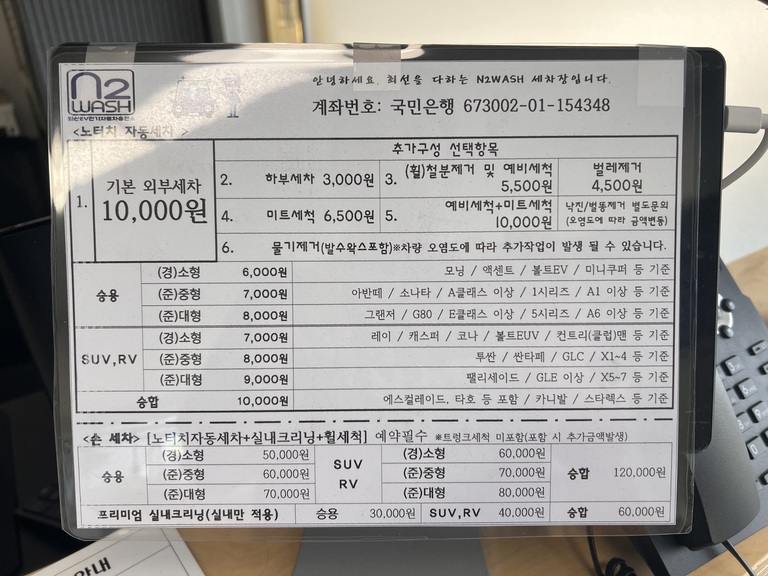 n2
WASH
안녕하세요. 최선을 다하는 N2WASH 세차장입니다.
계좌번호: 국민은행 673002-01-154348
<노터치 자동세차>
추가구성 선택항목
1. 기본 외부세차 10,000원
2. 하부세차 3,000원 3. (휠)철분제거 및 예비세척 5,500원 벌레제거 4,500원
4. 미트세척 6,500원 5. 예비세척+미트세척 10,000원 낙진/벌똥제거 별도문의 (오염도에 따라 금액변동)
6. 물기제거(발수왁스포함)※차량 오염도에 따라 추가작업이 발생 될 수 있습니다.
승용
(경)소형 6,000원 모닝 / 액센트 / 볼트EV / 미니쿠퍼 등 기준
(준)중형 7,000원 아반떼 / 소나타 / A클래스 이상 / 1시리즈 / A1 이상 등 기준
(준)대형 8,000원 그랜저 / G80 / E클래스 이상 / 5시리즈 / A6 이상 등 기준
SUV,RV
(경)소형 7,000원 레이 / 캐스퍼 / 코나 / 볼트EUV / 컨트리(클럽)맨 등 기준
(준)중형 8,000원 투싼 / 싼타페 / GLC / X1~4 등 기준
(준)대형 9,000원 팰리세이드 / GLE 이상 / X5~7 등 기준
승합 10,000원 에스컬레이드, 타호 등 포함 / 카니발 / 스타렉스 등 기준
<손 세차> [노터치자동세차+실내크리닝+휠세척] 예약필수 ※트렁크세척 미포함(포함 시 추가금액발생)
승용 (경)소형 50,000원 SUV RV (경)소형 60,000원 승합 120,000원
(준)중형 60,000원 (준)중형 70,000원
(준)대형 70,000원 (준)대형 80,000원
프리미엄 실내크리닝(실내만 적용) 승용 30,000원 SUV,RV 40,000원 승합 60,000원
안내